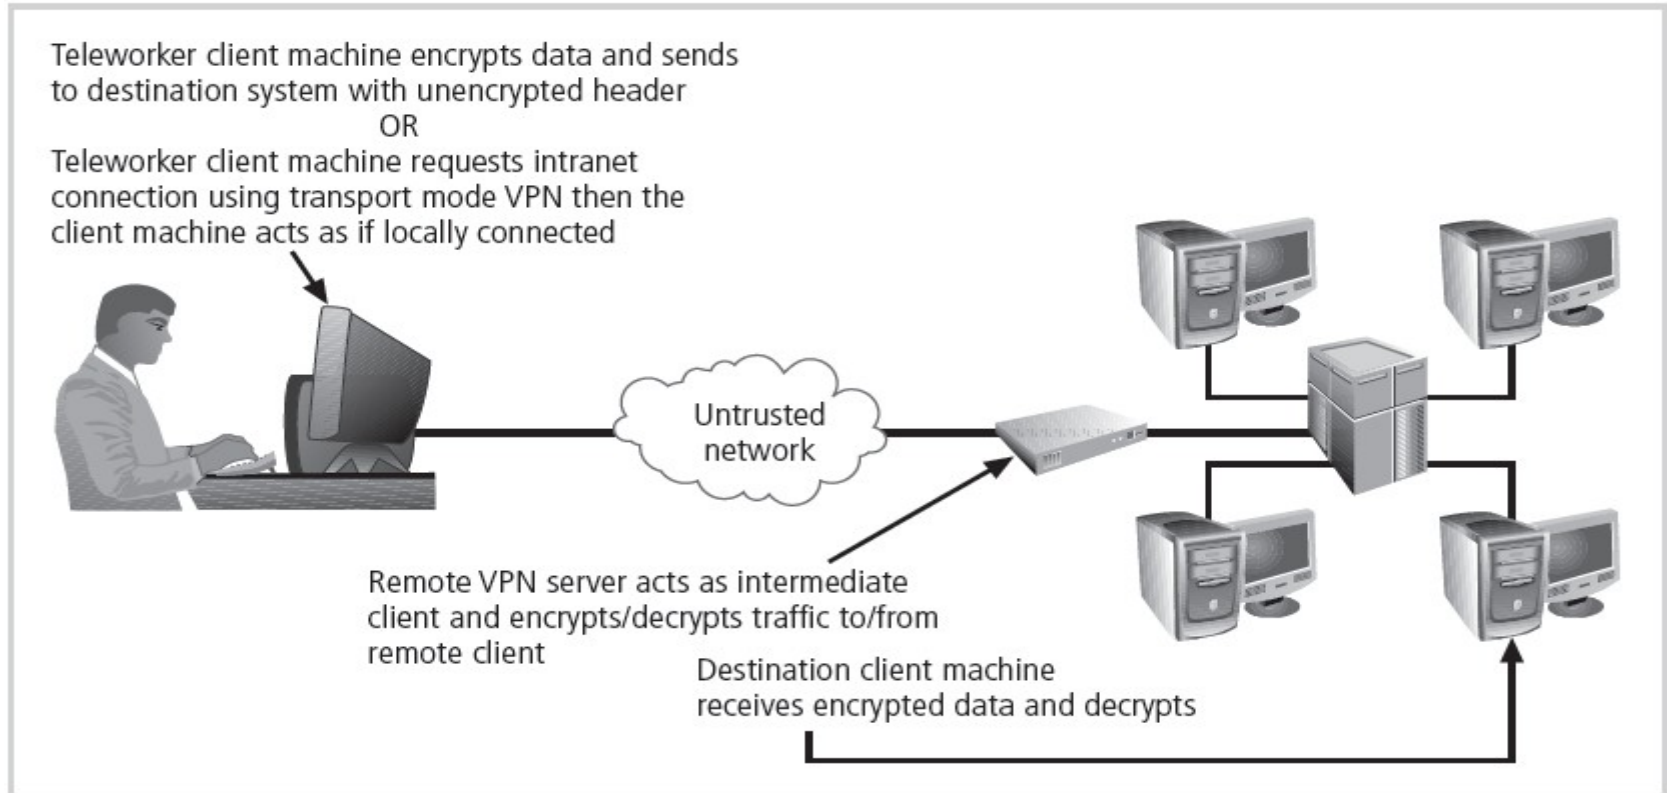 Teleworker client machine encrypts data and sends
to destination system with unencrypted header
OR
Teleworker client machine requests intranet
connection using transport mode VPN then the
client machine acts as if locally connected
Untrusted
network
Remote VPN server acts as intermediate
client and encrypts/decrypts traffic to/from
remote client
Destination client machine
receives encrypted data and decrypts